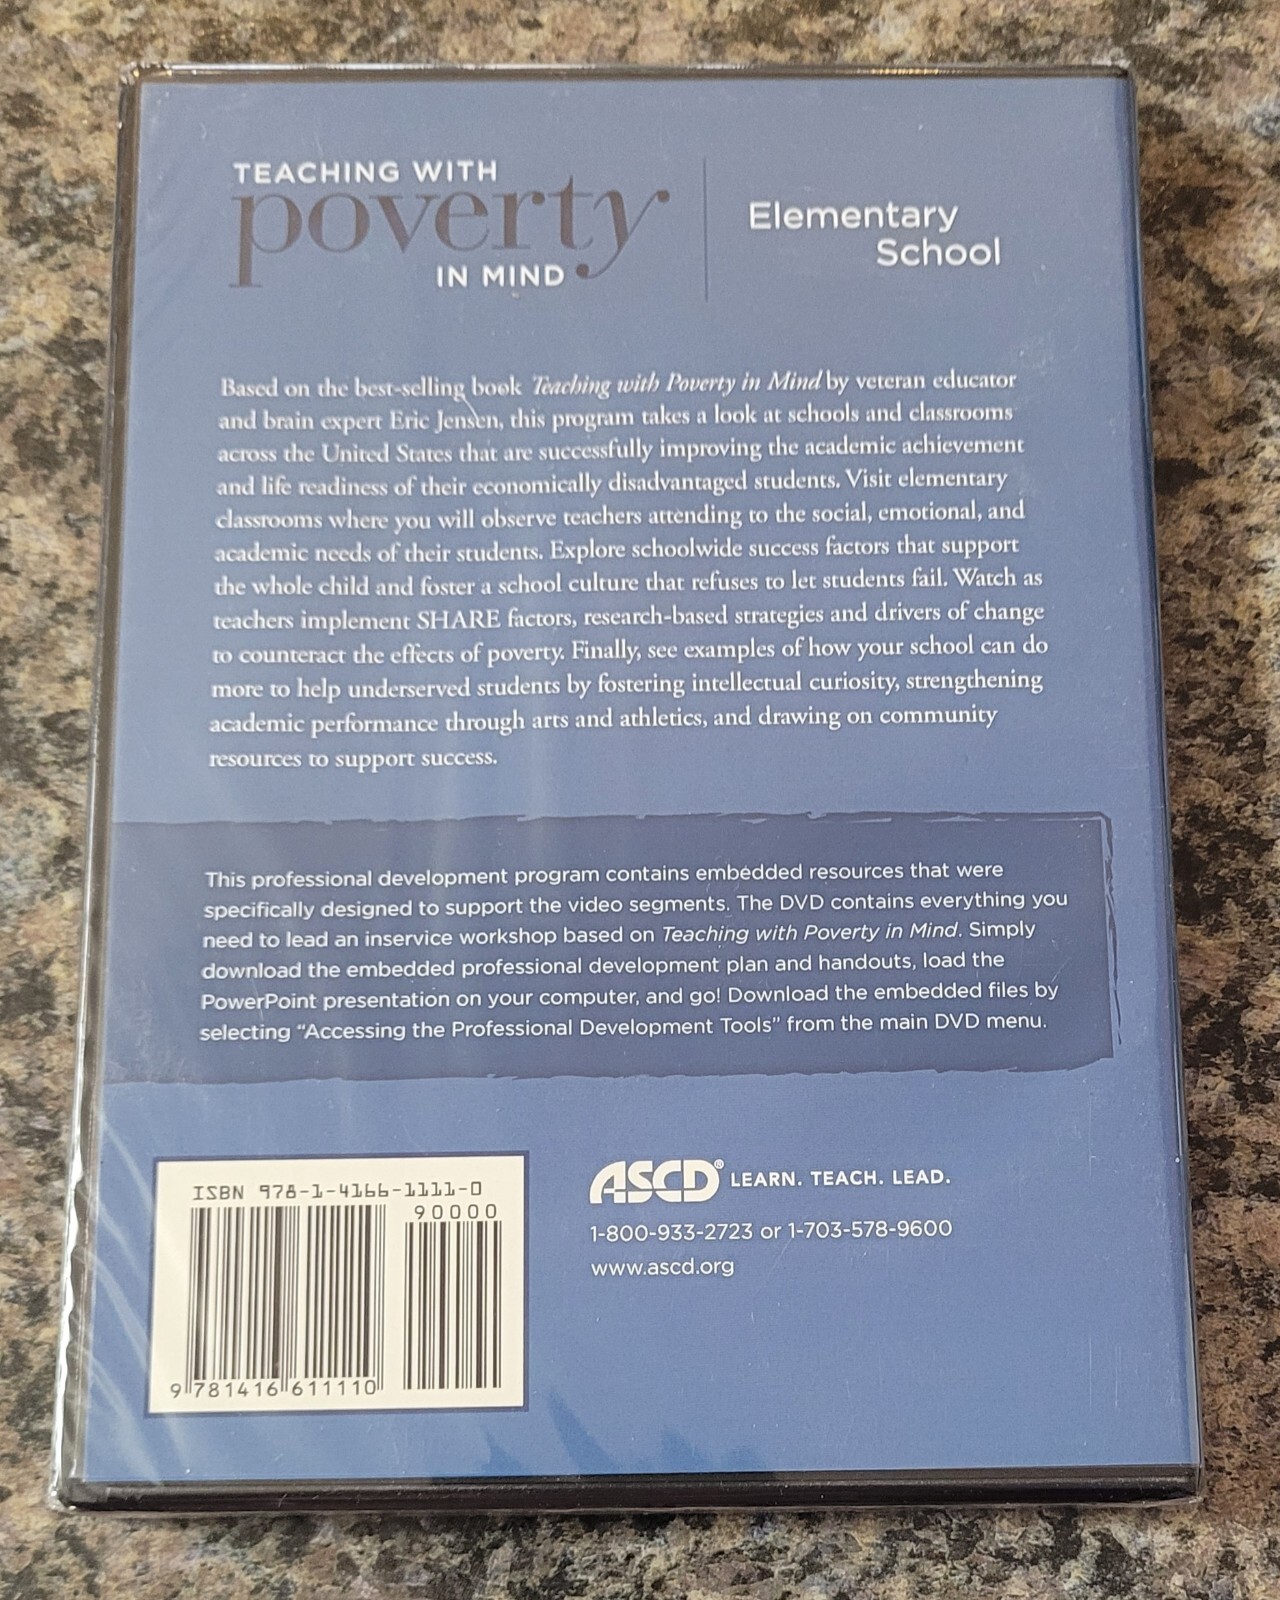 TEACHING WITH
poverty
IN MIND
Elementary
School
Based on the best-selling book Teaching with Poverty in Mind by veteran educator
and brain expert Eric Jensen, this program takes a look at schools and classrooms
across the United States that are successfully improving the academic achievement
and life readiness of their economically disadvantaged students. Visit elementary
classrooms where you will observe teachers attending to the social, emotional, and
academic needs of their students. Explore schoolwide success factors that support
the whole child and foster a school culture that refuses to let students fail. Watch as
teachers implement SHARE factors, research-based strategies and drivers of change
to counteract the effects of poverty. Finally, see examples of how your school can do
more to help underserved students by fostering intellectual curiosity, strengthening
academic performance through arts and athletics, and drawing on community
resources to support success.
This professional development program contains embedded resources that were
specifically designed to support the video segments. The DVD contains everything you
need to lead an inservice workshop based on Teaching with Poverty in Mind. Simply
download the embedded professional development plan and handouts, load the
PowerPoint presentation on your computer, and go! Download the embedded files by
selecting “Accessing the Professional Development Tools” from the main DVD menu.
ISBN 978-1-4166-1111-0
90000
9 781416 611110
ASCD® LEARN. TEACH. LEAD.
1-800-933-2723 or 1-703-578-9600
www.ascd.org